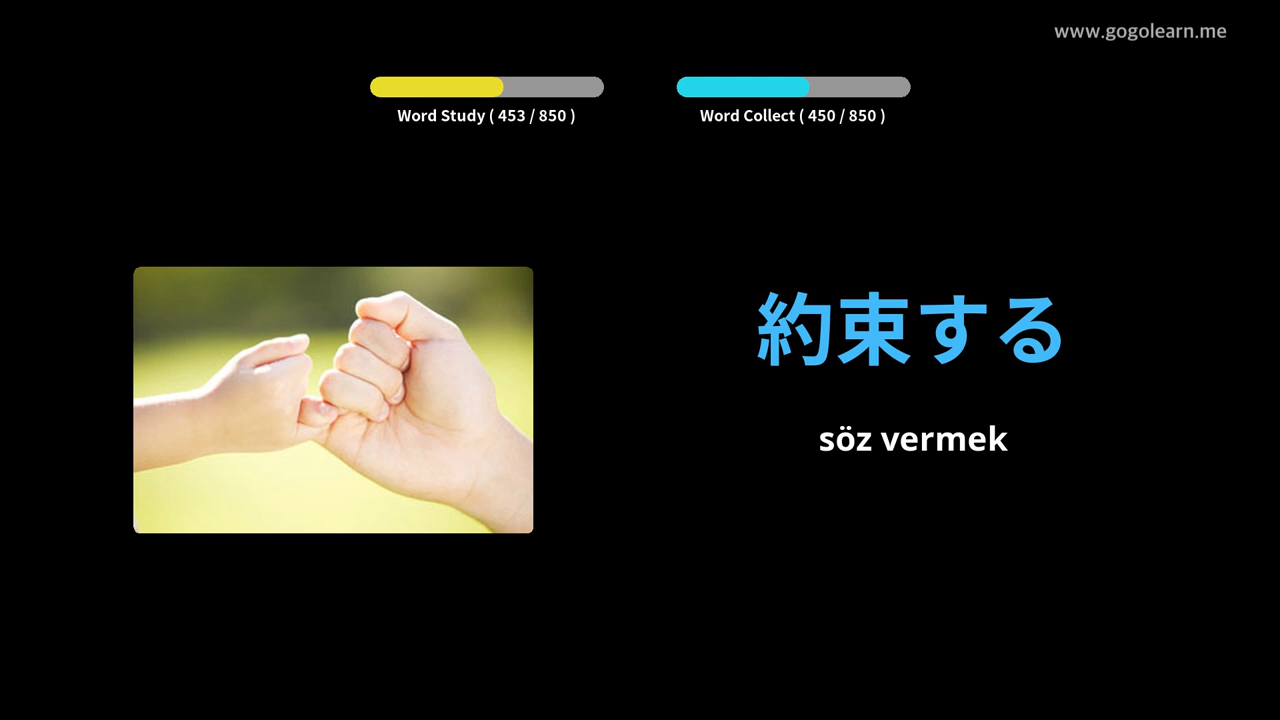 www.gogolearn.me
Word Study ( 453 / 850 )
Word Collect ( 450 / 850 )
約束する
söz vermek